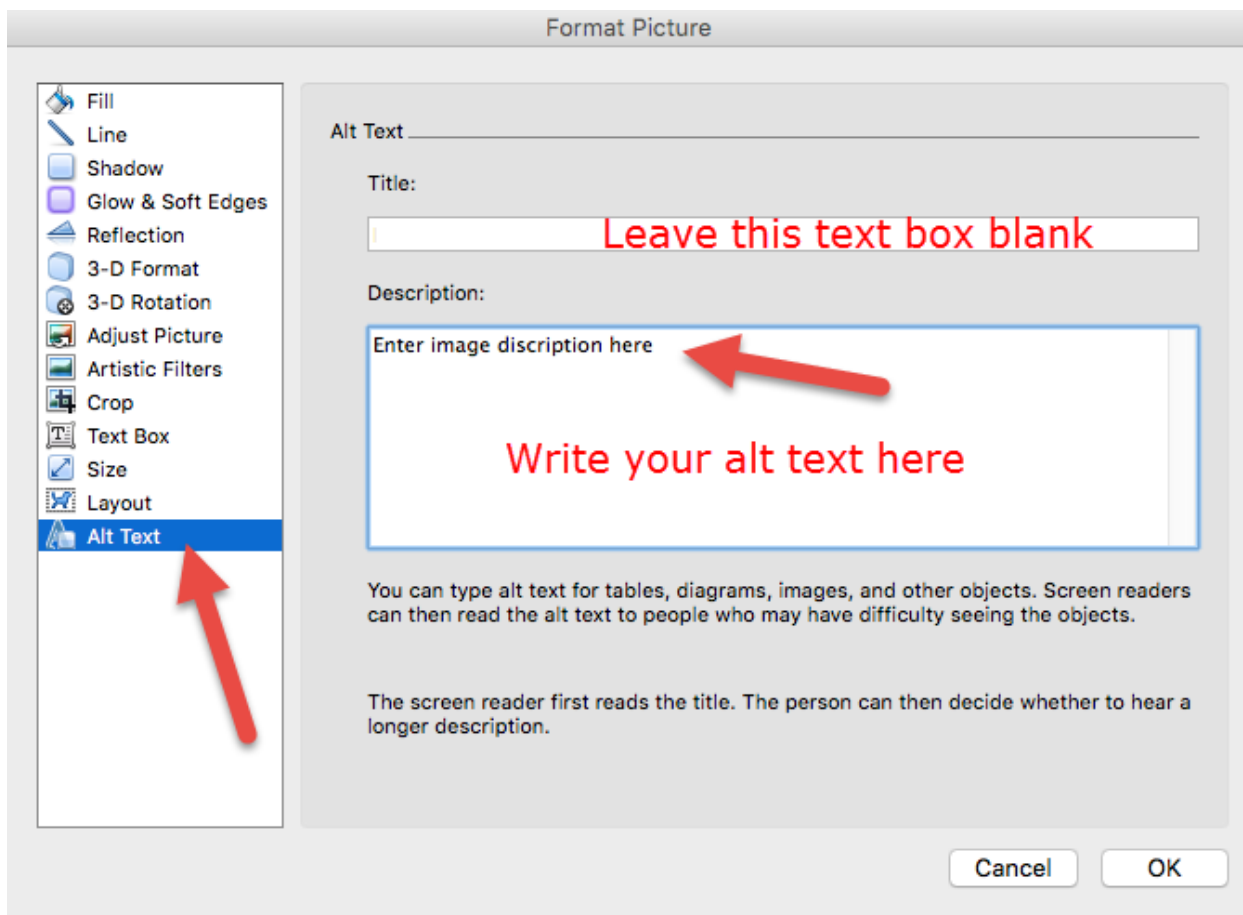 Format Picture
Fill
Line
Shadow
Glow & Soft Edges
Reflection
3-D Format
3-D Rotation
Adjust Picture
Artistic Filters
Crop
Text Box
Size
Layout
Alt Text
Alt Text
Title:
Leave this text box blank
Description:
Enter image discription here
Write your alt text here
You can type alt text for tables, diagrams, images, and other objects. Screen readers
can then read the alt text to people who may have difficulty seeing the objects.
The screen reader first reads the title. The person can then decide whether to hear a
longer description.
Cancel
OK